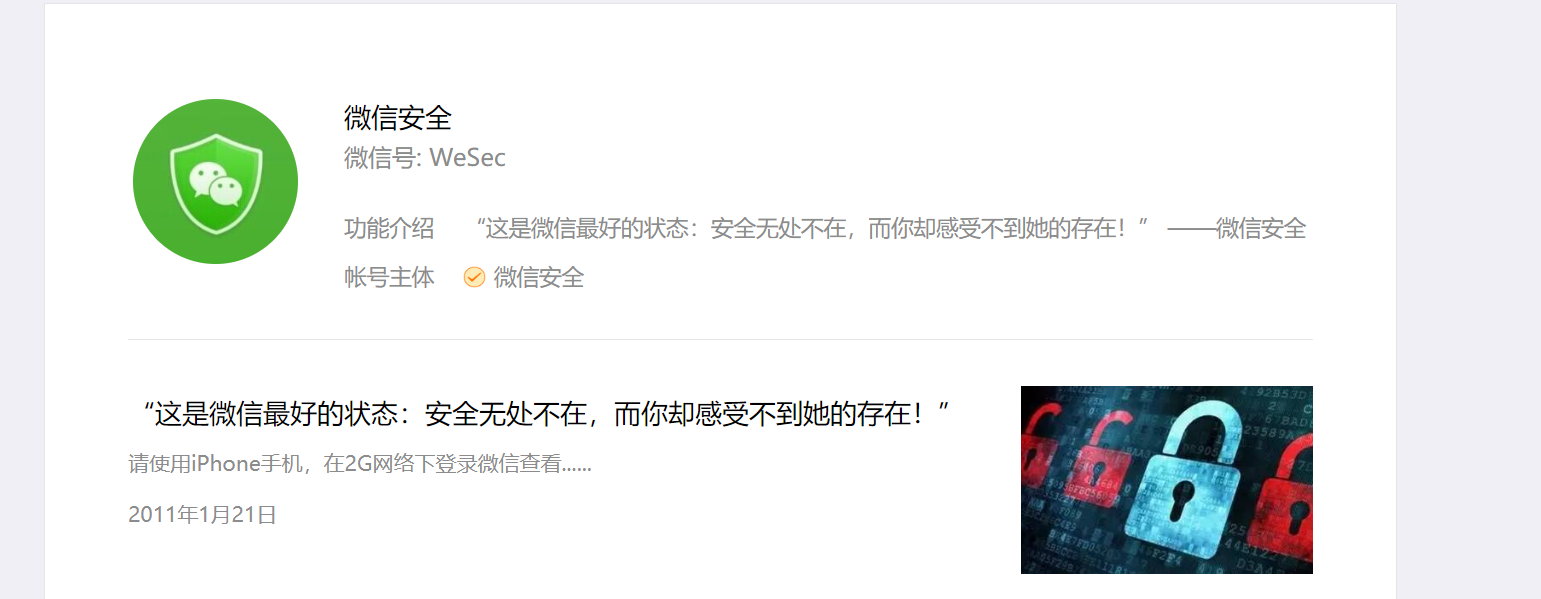 微信安全
微信号: WeSec
功能介绍 “这是微信最好的状态：安全无处不在，而你却感受不到她的存在！” ——微信安全
帐号主体 微信安全
“这是微信最好的状态：安全无处不在，而你却感受不到她的存在！”
请使用iPhone手机，在2G网络下登录微信查看......
2011年1月21日